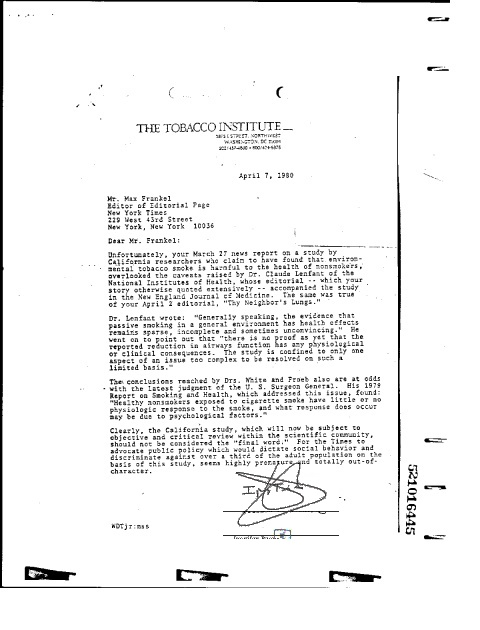 THE TOBACCO INSTITUTE
1875 I STREET, NORTHWEST
WASHINGTON, DC 20006
April 7, 1980
Mr. Max Frankel
Editor of Editorial Page
New York Times
229 West 43rd Street
New York, New York 10036
Dear Mr. Frankel:
Unfortunately, your March 27 news report on a study by
California researchers who claim to have found that environ-
mental tobacco smoke is harmful to the health of nonsmokers,
overlooked the caveats raised by Dr. Claude Lenfant of the
National Institutes of Health, whose editorial -- which your
story otherwise quoted extensively -- accompanied the study
in the New England Journal of Medicine. The same was true
of your April 2 editorial, "Thy Neighbor's Lungs."
Dr. Lenfant wrote: "Generally speaking, the evidence that
passive smoking in a general environment has health effects
remains sparse, incomplete and sometimes unconvincing." He
went on to point out that "there is no proof as yet that the
reported reduction in airways function has any physiological
or clinical consequences. The study is confined to only one
aspect of an issue too complex to be resolved on such a
limited basis."
The conclusions reached by Drs. White and Froeb also are at odds
with the latest judgment of the U. S. Surgeon General. His 1979
Report on Smoking and Health, which addressed this issue, found:
"Healthy nonsmokers exposed to cigarette smoke have little or no
physiologic response to the smoke, and what response does occur
may be due to psychological factors."
Clearly, the California study, which will now be subject to
objective and critical review within the scientific community,
should not be considered the "final word." For the Times to
advocate public policy which would dictate social behavior and
discriminate against over a third of the adult population on the
basis of this study, seems highly premature and totally out-of-
character.
WDTjr:mss
521016445